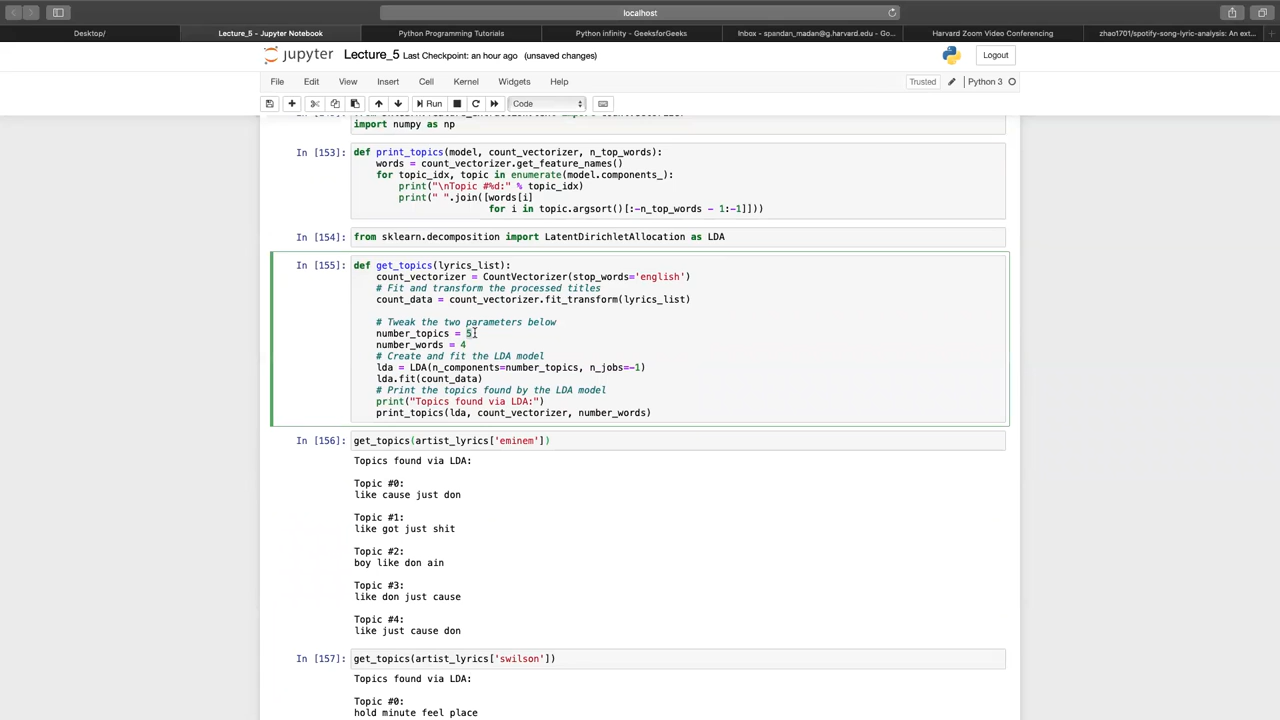 localhost
Desktop/
Lecture_5 - Jupyter Notebook
Python Programming Tutorials
Python infinity - GeeksforGeeks
Inbox - spandan_madan@g.harvard.edu -...
Harvard Zoom Video Conferencing
zhao1701/spotify-song-lyric-analysis: An ext...
jupyter Lecture_5 Last Checkpoint: an hour ago (unsaved changes)
Logout
File Edit View Insert Cell Kernel Widgets Help
Trusted Python 3
Run Code
import numpy as np
In [153]: def print_topics(model, count_vectorizer, n_top_words):
words = count_vectorizer.get_feature_names()
for topic_idx, topic in enumerate(model.components_):
print("\nTopic #%d:" % topic_idx)
print(" ".join([words[i]
for i in topic.argsort()[:-n_top_words - 1:-1]]))
In [154]: from sklearn.decomposition import LatentDirichletAllocation as LDA
In [155]: def get_topics(lyrics_list):
count_vectorizer = CountVectorizer(stop_words='english')
# Fit and transform the processed titles
count_data = count_vectorizer.fit_transform(lyrics_list)
# Tweak the two parameters below
number_topics = 5
number_words = 4
# Create and fit the LDA model
lda = LDA(n_components=number_topics, n_jobs=-1)
lda.fit(count_data)
# Print the topics found by the LDA model
print("Topics found via LDA:")
print_topics(lda, count_vectorizer, number_words)
In [156]: get_topics(artist_lyrics['eminem'])
Topics found via LDA:
Topic #0:
like cause just don
Topic #1:
like got just shit
Topic #2:
boy like don ain
Topic #3:
like don just cause
Topic #4:
like just cause don
In [157]: get_topics(artist_lyrics['swilson'])
Topics found via LDA:
Topic #0:
hold minute feel place